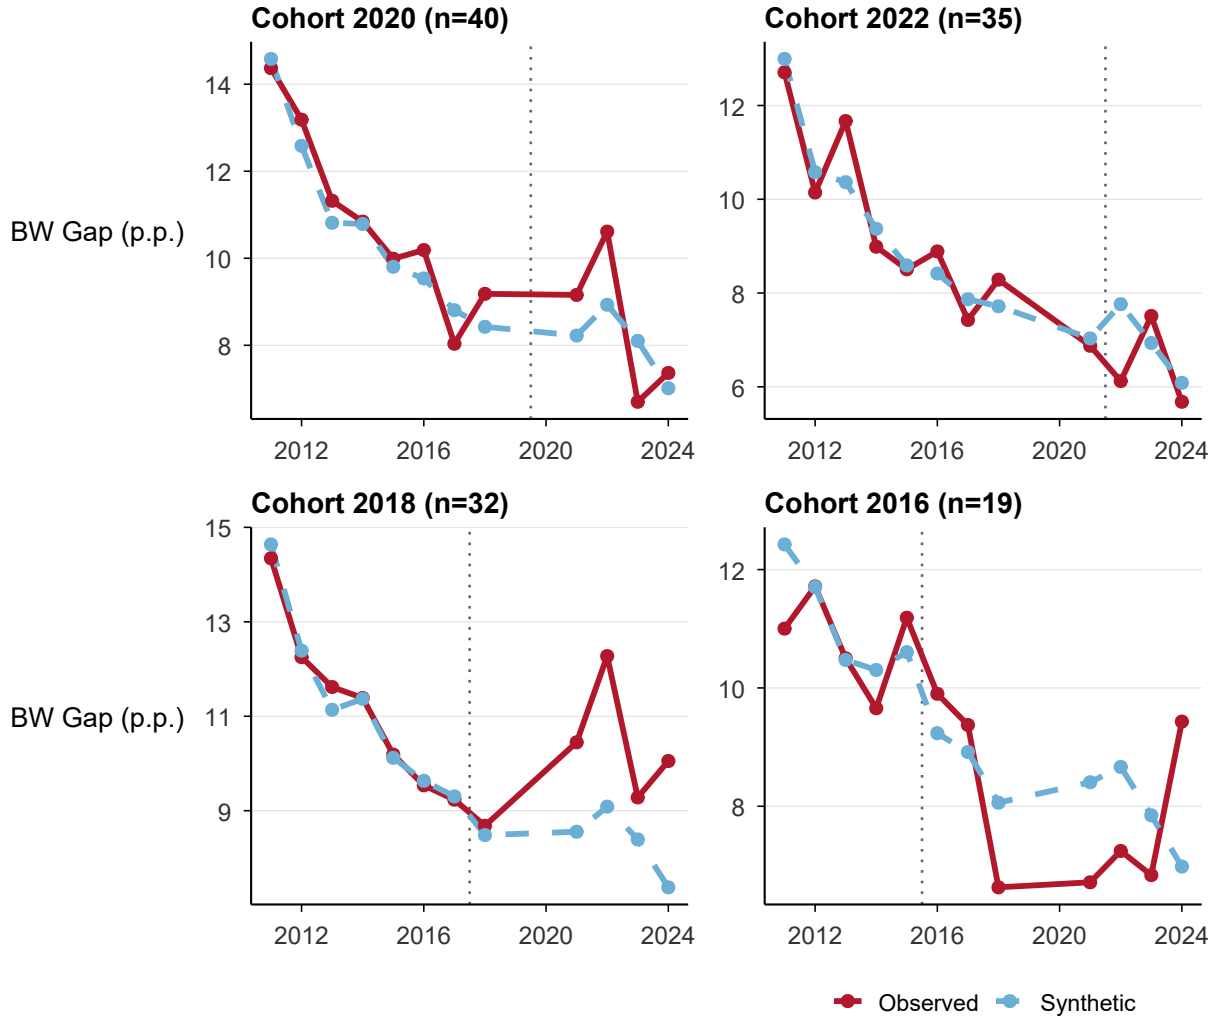 Cohort 2020 (n=40)
Cohort 2022 (n=35)
BW Gap (p.p.)
14
12
10
8
12
10
8
6
2012 2016 2020 2024
2012 2016 2020 2024
Cohort 2018 (n=32)
Cohort 2016 (n=19)
BW Gap (p.p.)
15
13
11
9
12
10
8
2012 2016 2020 2024
2012 2016 2020 2024
Observed Synthetic